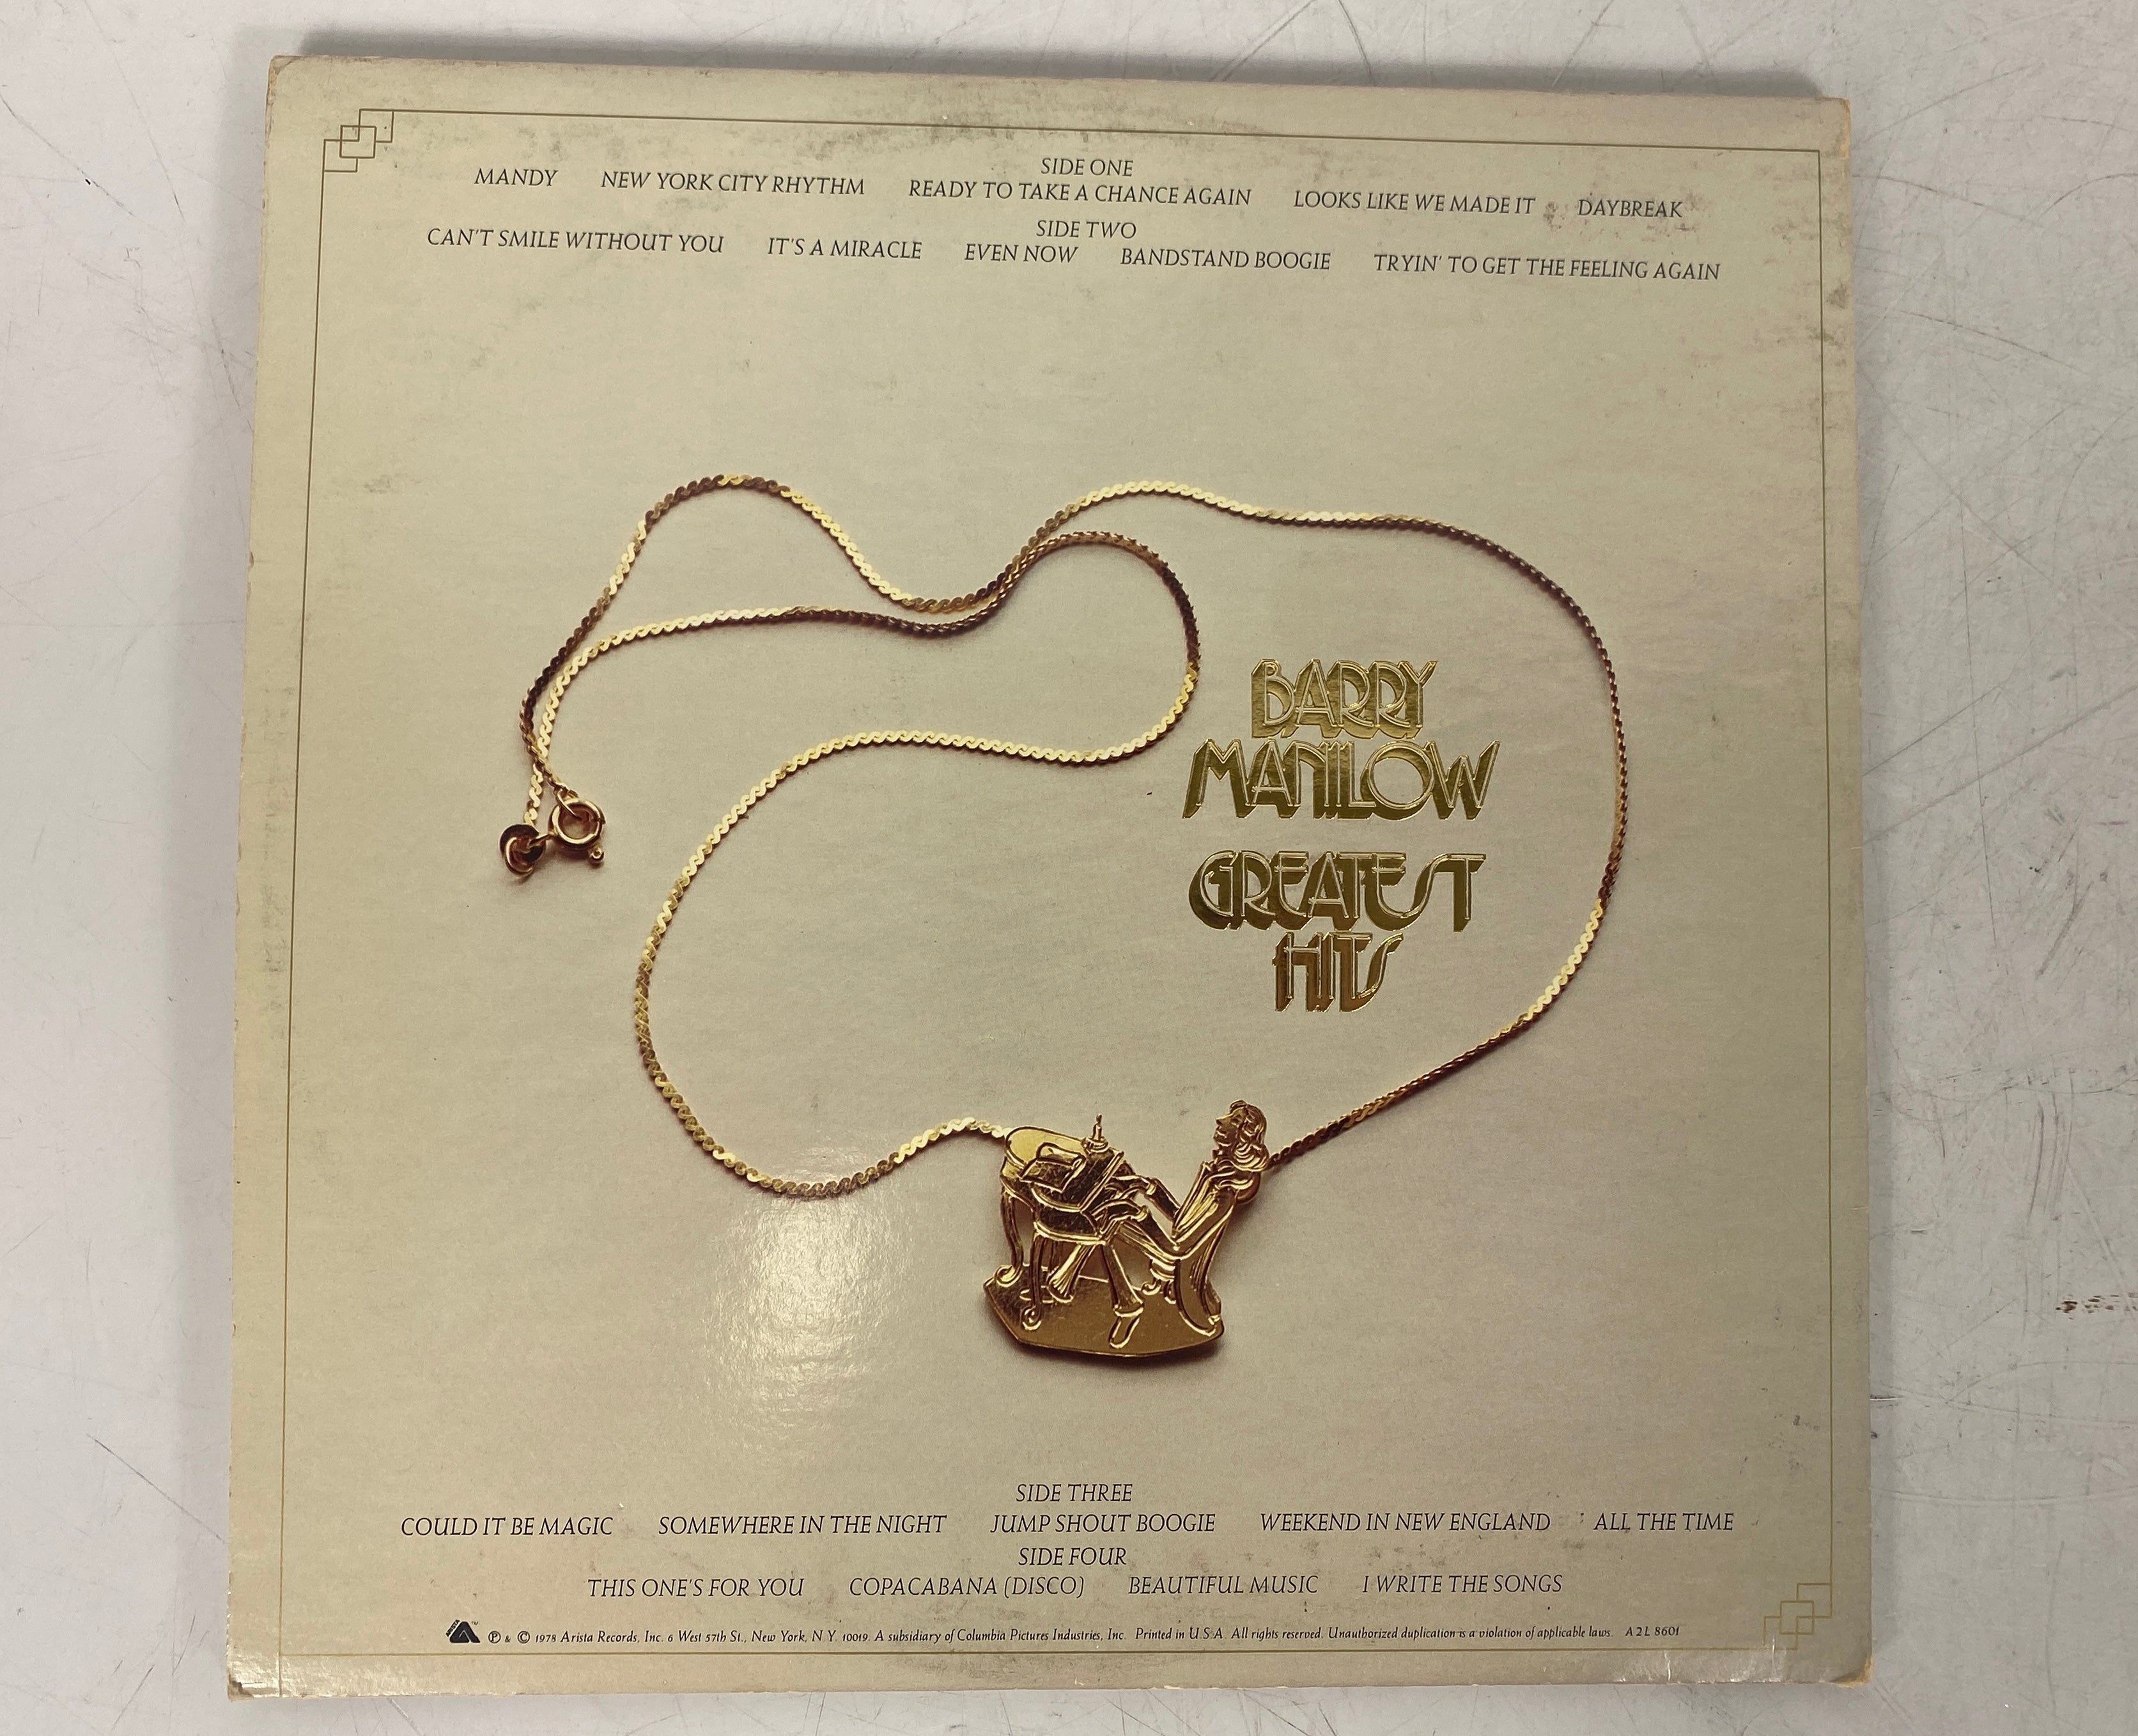 SIDE ONE
MANDY NEW YORK CITY RHYTHM READY TO TAKE A CHANCE AGAIN LOOKS LIKE WE MADE IT DAYBREAK
SIDE TWO
CAN'T SMILE WITHOUT YOU IT'S A MIRACLE EVEN NOW BANDSTAND BOOGIE TRYIN' TO GET THE FEELING AGAIN
BARRY
MANILOW
GREATEST
HITS
SIDE THREE
COULD IT BE MAGIC SOMEWHERE IN THE NIGHT JUMP SHOUT BOOGIE WEEKEND IN NEW ENGLAND ALL THE TIME
SIDE FOUR
THIS ONE'S FOR YOU COPACABANA (DISCO) BEAUTIFUL MUSIC I WRITE THE SONGS
ARISTA ℗ & © 1978 Arista Records, Inc. 6 West 57th St., New York, N.Y. 10019. A subsidiary of Columbia Pictures Industries, Inc. Printed in U.S.A. All rights reserved. Unauthorized duplication is a violation of applicable laws. A2L 8601